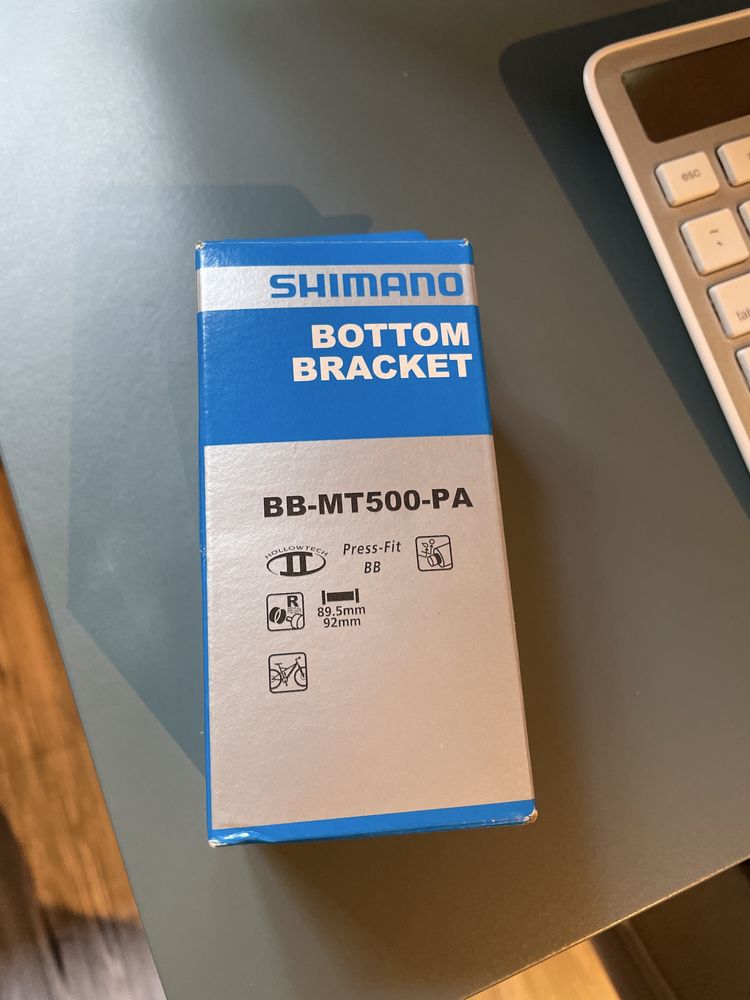 SHIMANO
BOTTOM
BRACKET
BB-MT500-PA
HOLLOWTECH
II
Press-Fit
BB
R
89.5mm
92mm
esc
~